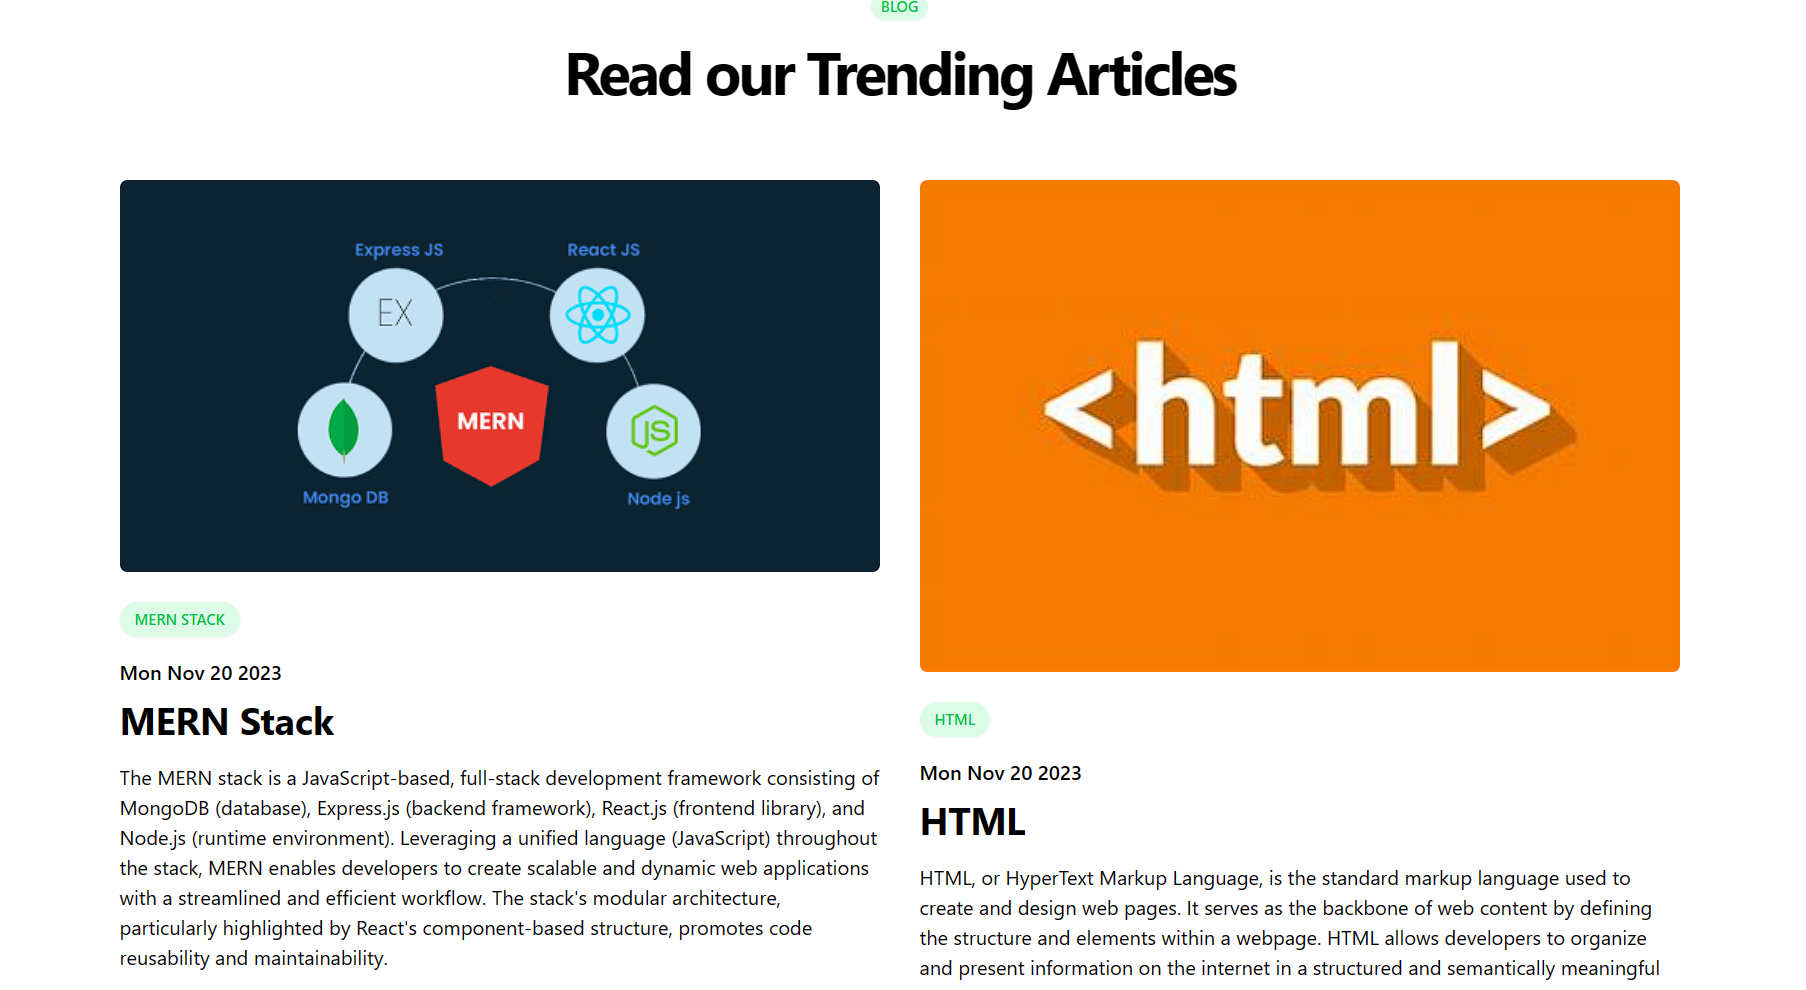 BLOG
Read our Trending Articles
Express JS
React JS
EX
MERN
JS
Mongo DB
Node js
<html>
MERN STACK
Mon Nov 20 2023
MERN Stack
The MERN stack is a JavaScript-based, full-stack development framework consisting of
MongoDB (database), Express.js (backend framework), React.js (frontend library), and
Node.js (runtime environment). Leveraging a unified language (JavaScript) throughout
the stack, MERN enables developers to create scalable and dynamic web applications
with a streamlined and efficient workflow. The stack's modular architecture,
particularly highlighted by React's component-based structure, promotes code
reusability and maintainability.
HTML
Mon Nov 20 2023
HTML
HTML, or HyperText Markup Language, is the standard markup language used to
create and design web pages. It serves as the backbone of web content by defining
the structure and elements within a webpage. HTML allows developers to organize
and present information on the internet in a structured and semantically meaningful